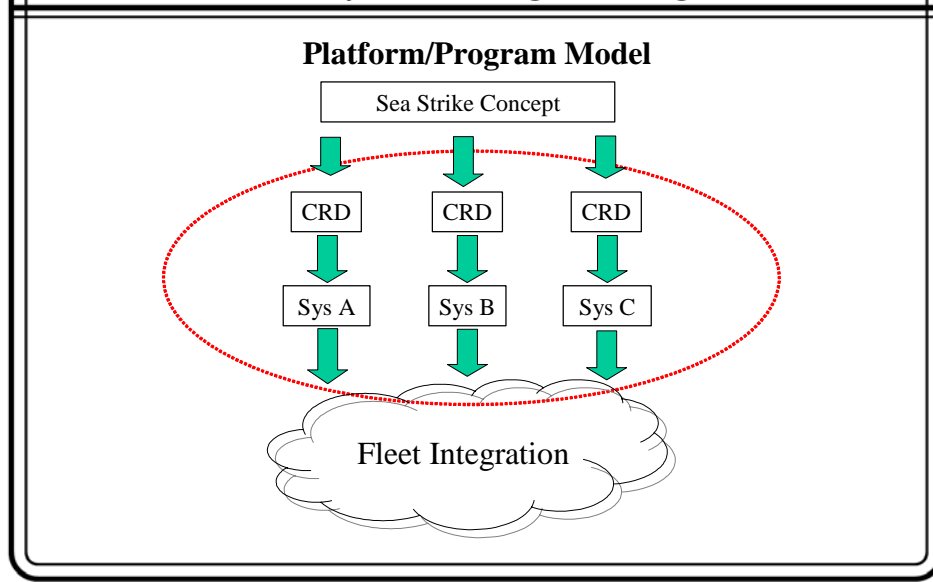 Platform/Program Model
Sea Strike Concept
CRD CRD CRD
Sys A Sys B Sys C
Fleet Integration